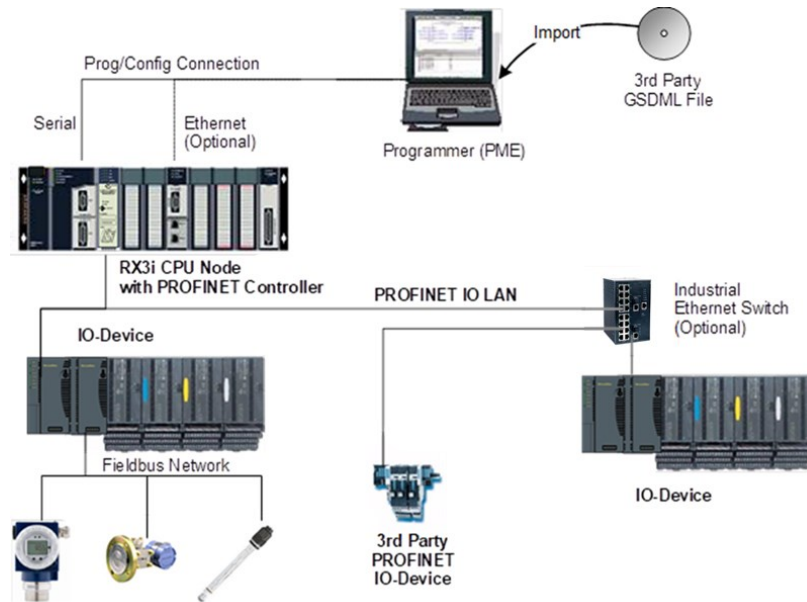 Prog/Config Connection
Import
3rd Party
GSDML File
Serial
Ethernet
(Optional)
Programmer (PME)
RX3i CPU Node
with PROFINET Controller
PROFINET IO LAN
Industrial
Ethernet Switch
(Optional)
IO-Device
Fieldbus Network
IO-Device
3rd Party
PROFINET
IO-Device